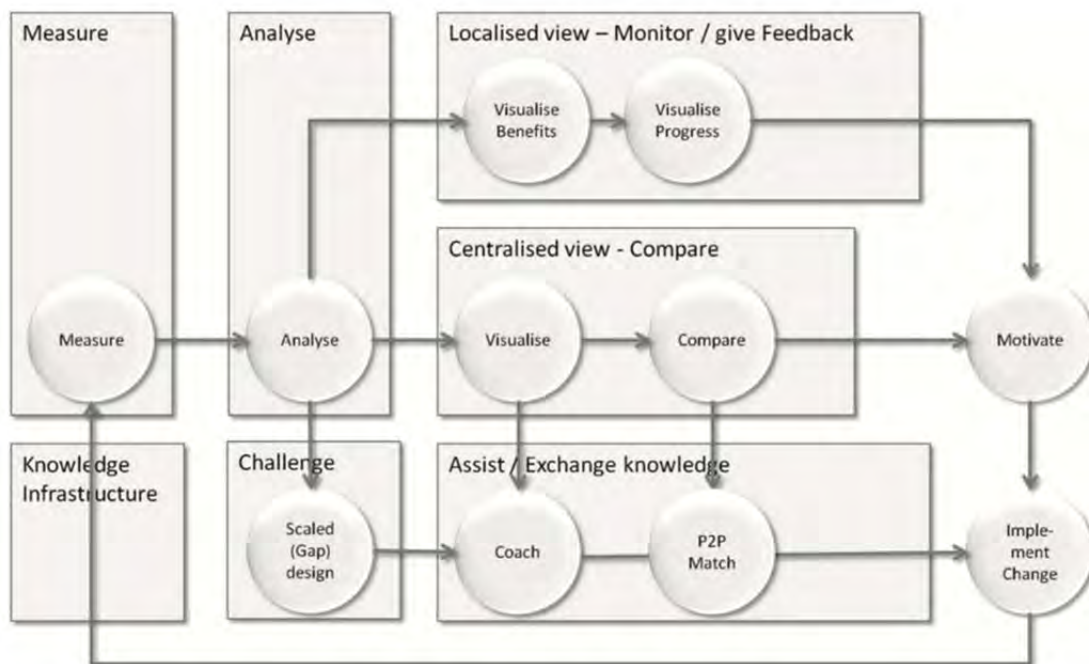 Measure
Analyse
Localised view – Monitor / give Feedback
Visualise
Benefits
Visualise
Progress
Centralised view - Compare
Measure
Analyse
Visualise
Compare
Motivate
Knowledge
Infrastructure
Challenge
Assist / Exchange knowledge
Scaled
(Gap)
design
Coach
P2P
Match
Imple-
ment
Change